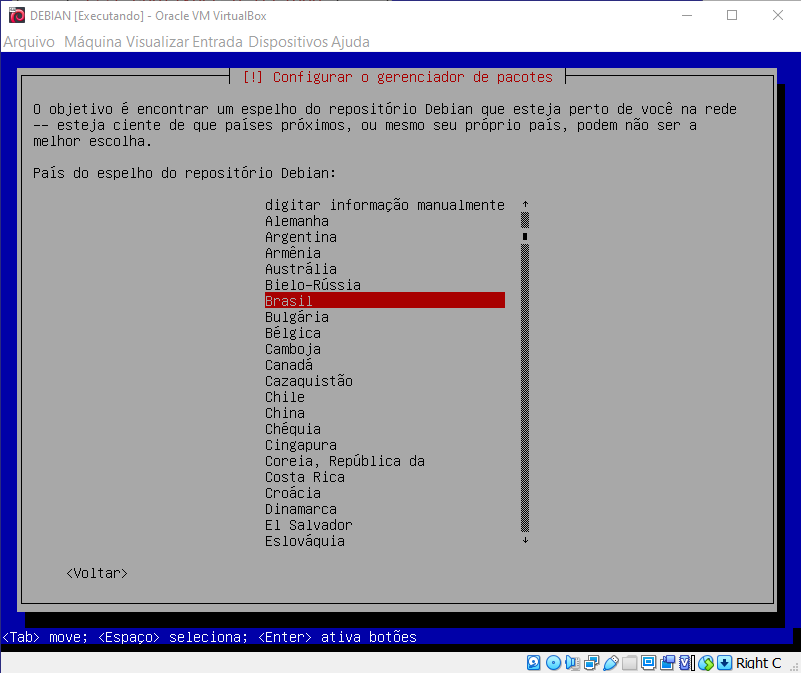 DEBIAN [Executando] - Oracle VM VirtualBox
Arquivo Máquina Visualizar Entrada Dispositivos Ajuda
[!] Configurar o gerenciador de pacotes
O objetivo é encontrar um espelho do repositório Debian que esteja perto de você na rede
-- esteja ciente de que países próximos, ou mesmo seu próprio país, podem não ser a
melhor escolha.
País do espelho do repositório Debian:
digitar informação manualmente
Alemanha
Argentina
Armênia
Austrália
Bielo-Rússia
Brasil
Bulgária
Bélgica
Camboja
Canadá
Cazaquistão
Chile
China
Chéquia
Cingapura
Coreia, República da
Costa Rica
Croácia
Dinamarca
El Salvador
Eslováquia
<Voltar>
<Tab> move; <Espaço> seleciona; <Enter> ativa botões
Right C